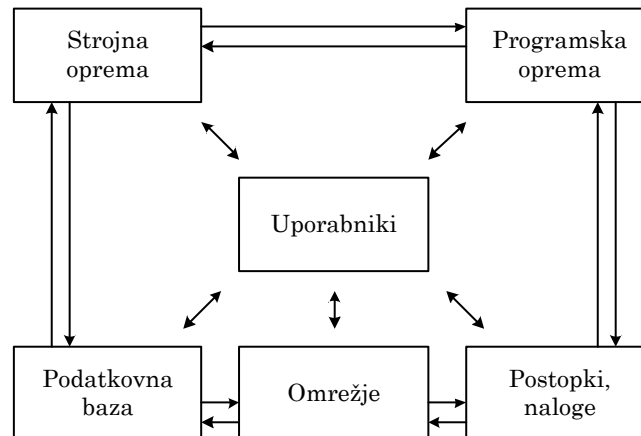 Strojna
oprema
Programska
oprema
Uporabniki
Podatkovna
baza
Omrežje
Postopki,
naloge